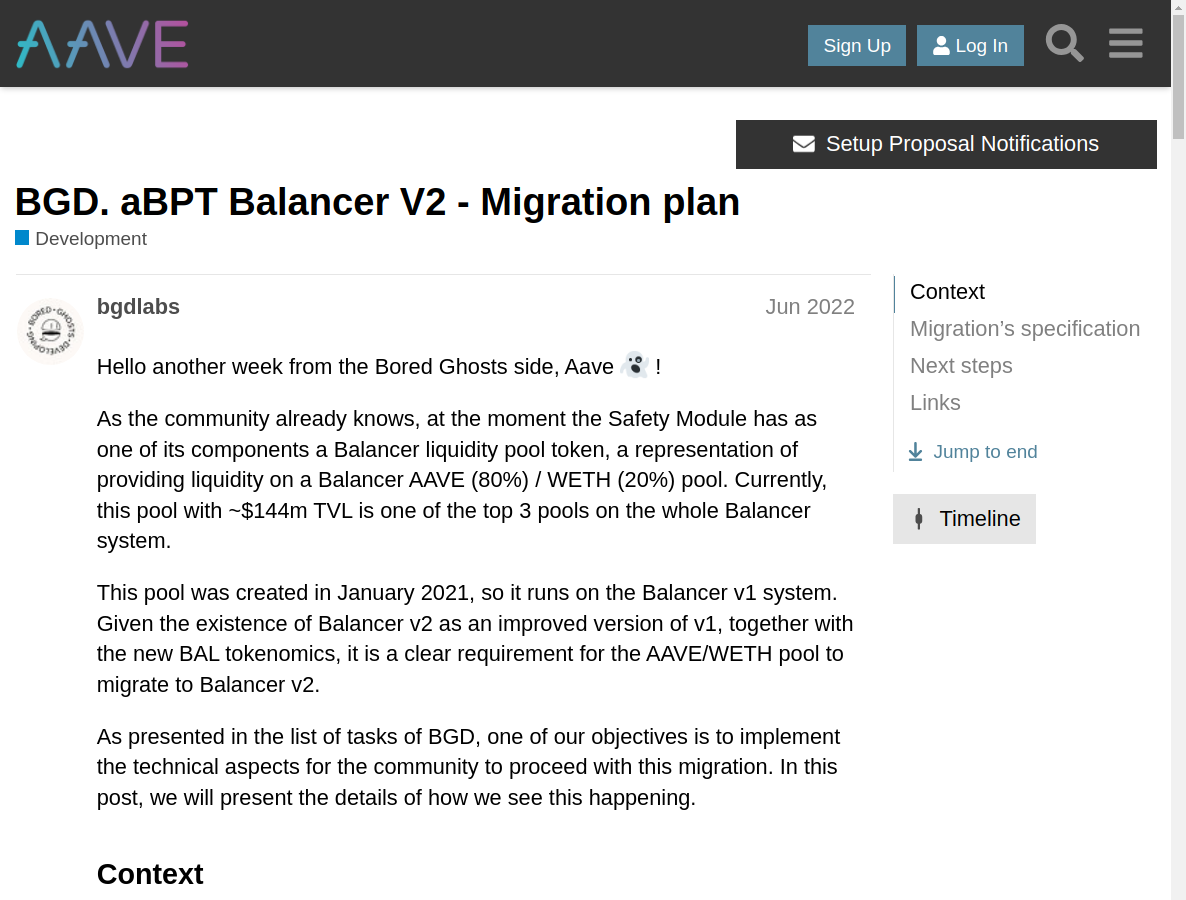 AAVE
Sign Up
Log In
Setup Proposal Notifications
BGD. aBPT Balancer V2 - Migration plan
Development
BORED · GHOSTS · DEVELOPING
bgdlabs
Jun 2022
Hello another week from the Bored Ghosts side, Aave 👻 !
As the community already knows, at the moment the Safety Module has as
one of its components a Balancer liquidity pool token, a representation of
providing liquidity on a Balancer AAVE (80%) / WETH (20%) pool. Currently,
this pool with ~$144m TVL is one of the top 3 pools on the whole Balancer
system.
This pool was created in January 2021, so it runs on the Balancer v1 system.
Given the existence of Balancer v2 as an improved version of v1, together with
the new BAL tokenomics, it is a clear requirement for the AAVE/WETH pool to
migrate to Balancer v2.
As presented in the list of tasks of BGD, one of our objectives is to implement
the technical aspects for the community to proceed with this migration. In this
post, we will present the details of how we see this happening.
Context
Context
Migration’s specification
Next steps
Links
Jump to end
Timeline